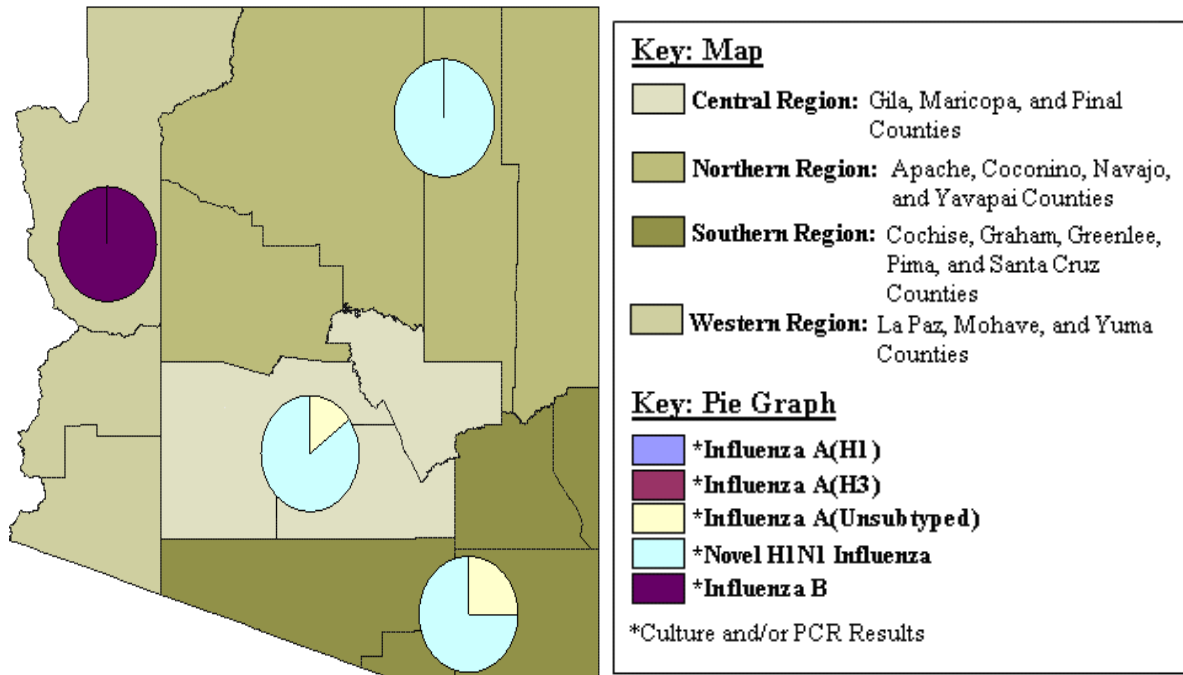 Key: Map
Central Region: Gila, Maricopa, and Pinal
Counties
Northern Region: Apache, Coconino, Navajo,
and Yavapai Counties
Southern Region: Cochise, Graham, Greenlee,
Pima, and Santa Cruz
Counties
Western Region: La Paz, Mohave, and Yuma
Counties
Key: Pie Graph
*Influenza A(H1)
*Influenza A(H3)
*Influenza A(Unsubtyped)
*Novel H1N1 Influenza
*Influenza B
*Culture and/or PCR Results